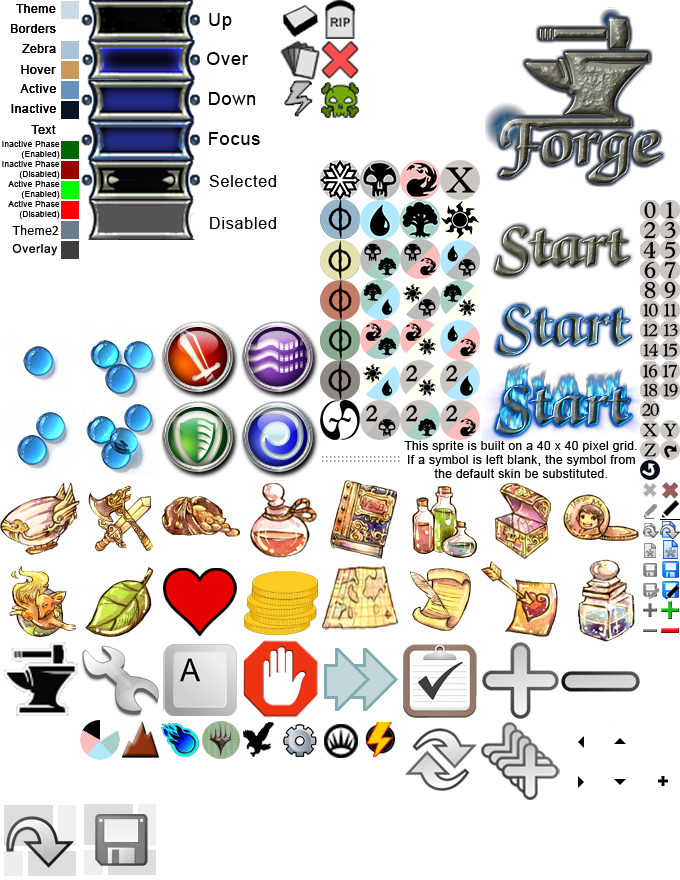 Theme
Borders
Zebra
Hover
Active
Inactive
Text
Inactive Phase
(Enabled)
Inactive Phase
(Disabled)
Active Phase
(Enabled)
Active Phase
(Disabled)
Theme2
Overlay
Up
Over
Down
Focus
Selected
Disabled
RIP
Forge
X
Start
Start
Start
0 1
2 3
4 5
6 7
8 9
10 11
12 13
14 15
16 17
18 19
20
X Y
Z
2
2 2
2 2 2
This sprite is built on a 40 x 40 pixel grid.
If a symbol is left blank, the symbol from
the default skin be substituted.
A